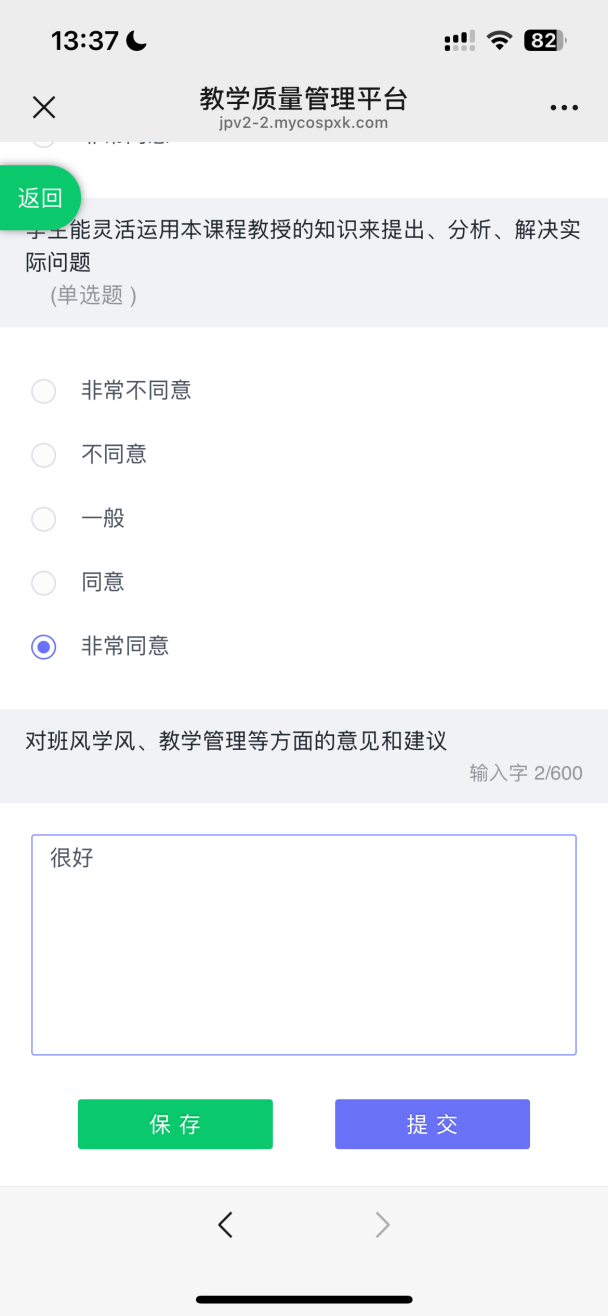 13:37
82
教学质量管理平台
jpv2-2.mycospxk.com
返回
学生能灵活运用本课程教授的知识来提出、分析、解决实
际问题
(单选题 )
非常不同意
不同意
一般
同意
非常同意
对班风学风、教学管理等方面的意见和建议
输入字 2/600
很好
保 存
提 交